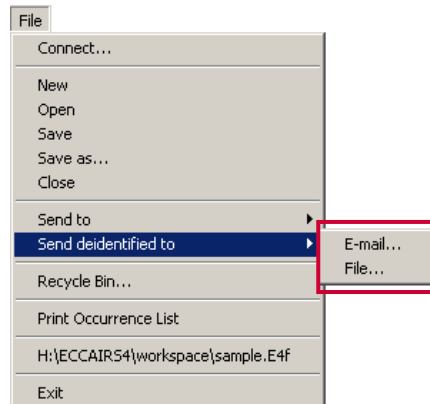 File
Connect...
New
Open
Save
Save as...
Close
Send to
Send deidentified to
E-mail...
File...
Recycle Bin...
Print Occurrence List
H:\ECCAIRS4\workspace\sample.E4f
Exit